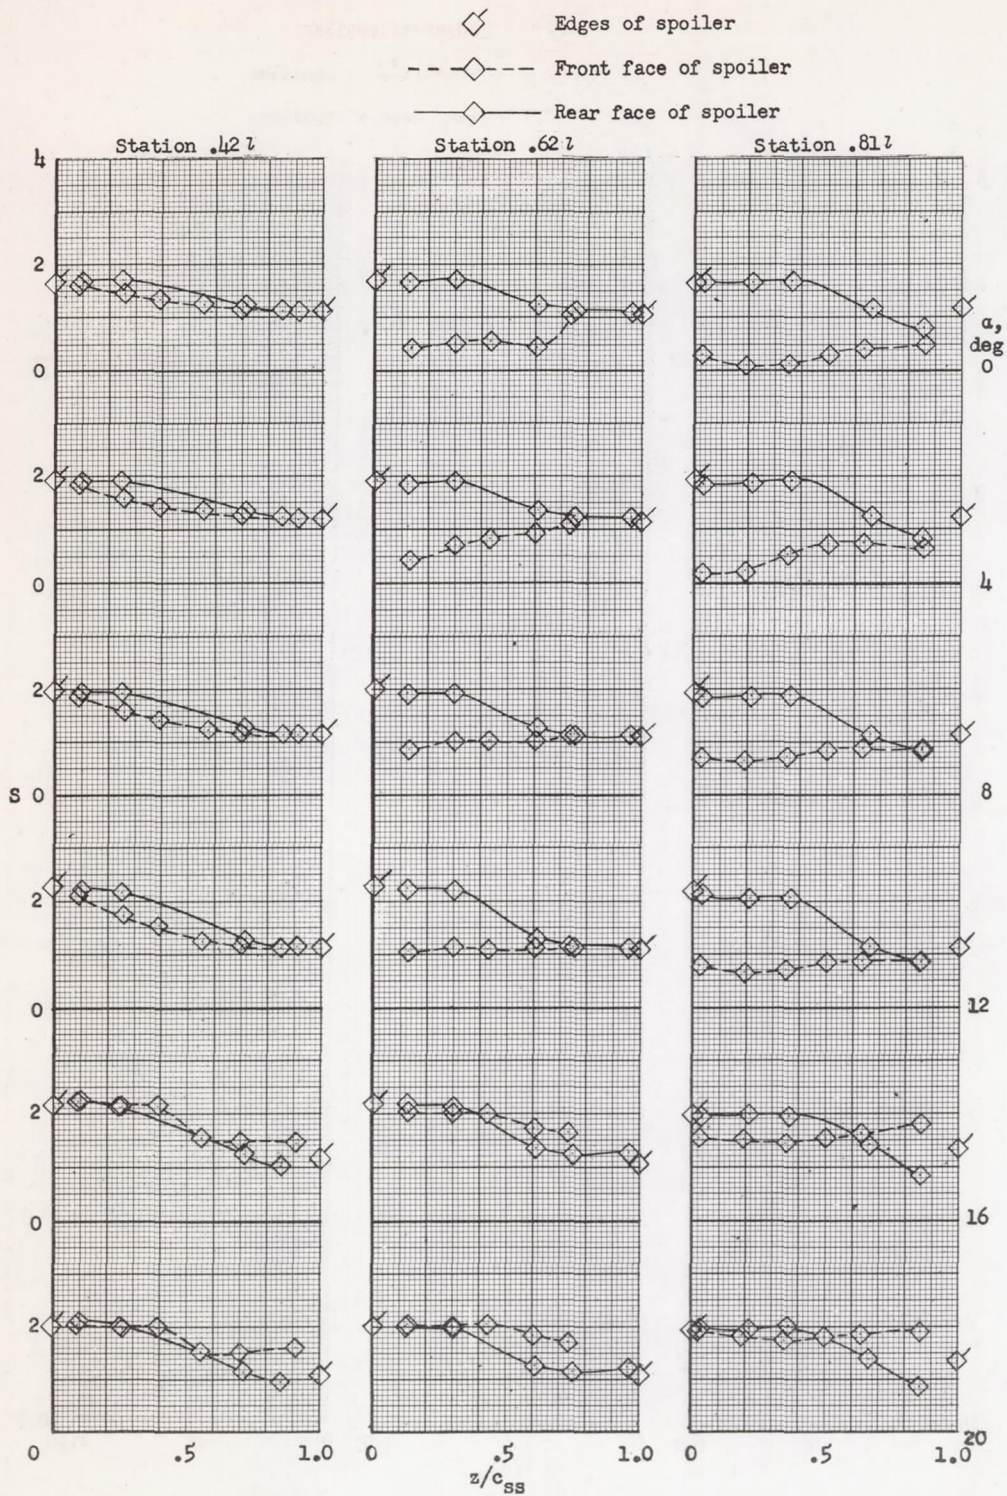 Edges of spoiler
Front face of spoiler
Rear face of spoiler
Station .42 l
Station .62 l
Station .81 l
4
2
α,
deg
0
0
2
0
4
2
S 0
8
2
0
12
2
0
16
2
20
0 .5 1.0
0 .5 1.0
0 .5 1.0
z/c_ss